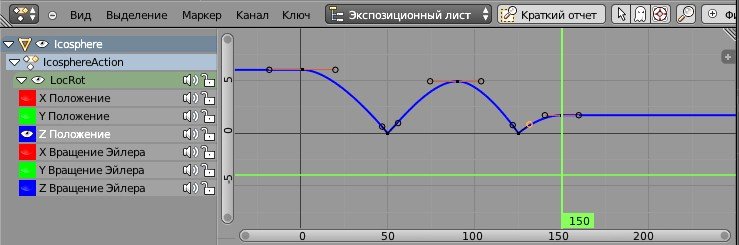 Вид Выделение Маркер Канал Ключ Экспозиционный лист Краткий отчет
Icosphere
IcosphereAction
LocRot
X Положение
Y Положение
Z Положение
X Вращение Эйлера
Y Вращение Эйлера
Z Вращение Эйлера
5
0
-5
150
0 50 100 150 200